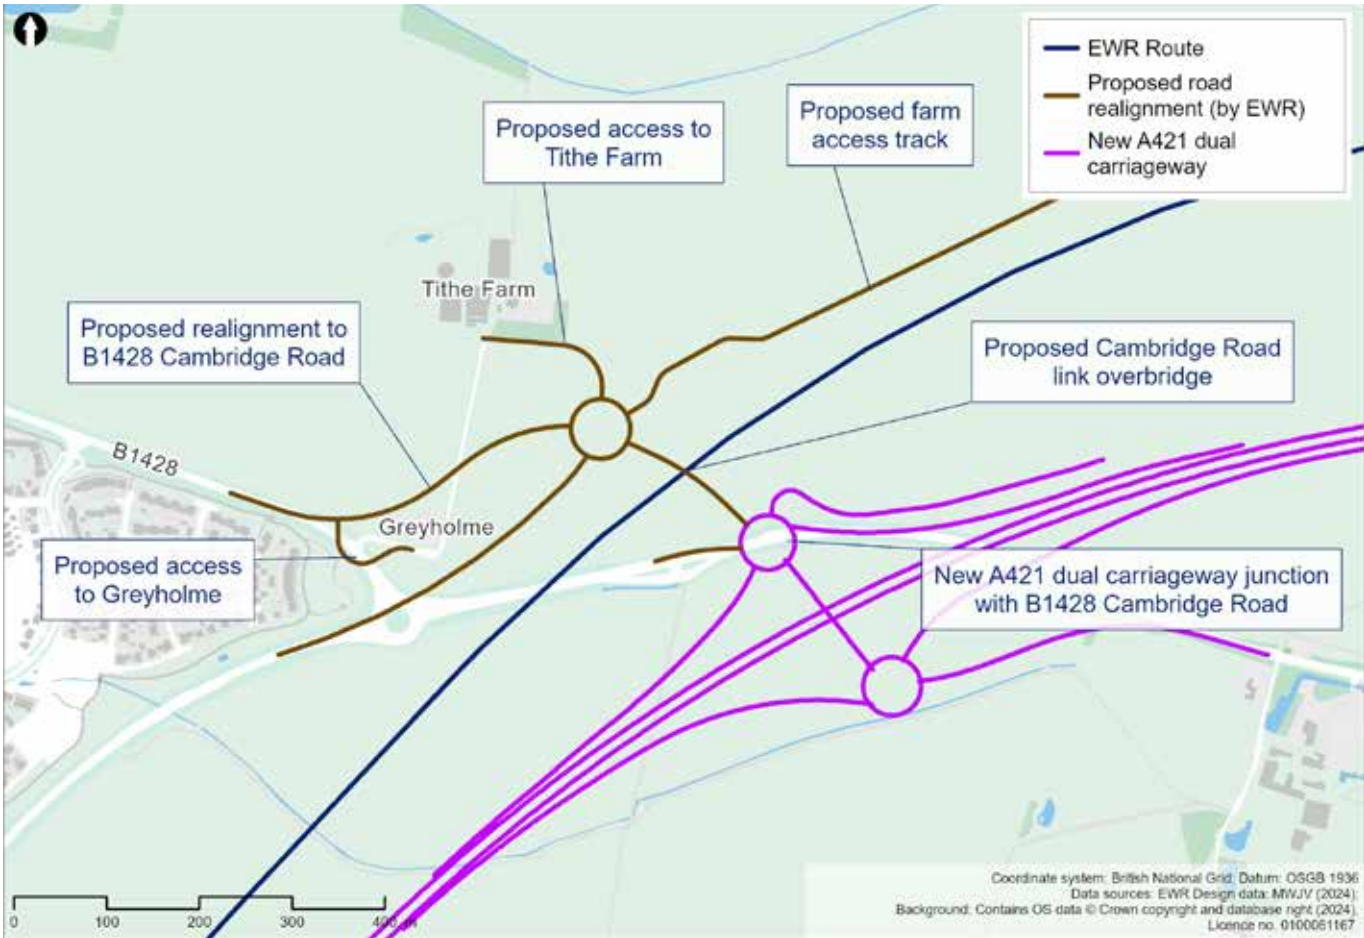 EWR Route
Proposed road
realignment (by EWR)
New A421 dual
carriageway
Proposed access to
Tithe Farm
Proposed farm
access track
Tithe Farm
Proposed realignment to
B1428 Cambridge Road
Proposed Cambridge Road
link overbridge
B1428
Greyholme
Proposed access
to Greyholme
New A421 dual carriageway junction
with B1428 Cambridge Road
0 100 200 300 400 m
Coordinate system: British National Grid; Datum: OSGB 1936
Data sources: EWR Design data: MWJV (2024);
Background: Contains OS data © Crown copyright and database right (2024),
Licence no. 0100061167